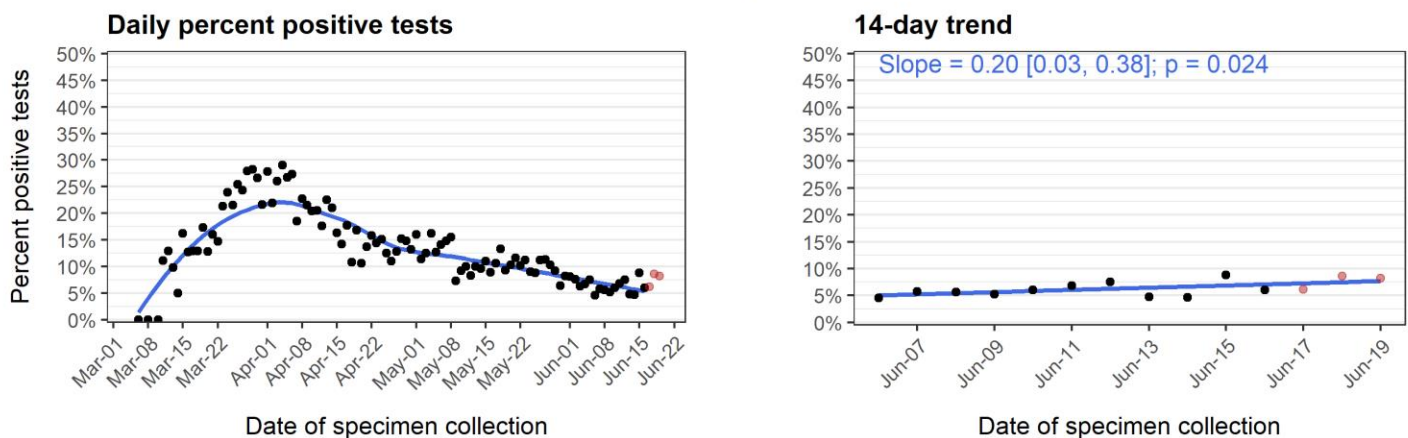 Daily percent positive tests
Percent positive tests
50%
45%
40%
35%
30%
25%
20%
15%
10%
5%
0%
Mar-01
Mar-08
Mar-15
Mar-22
Apr-01
Apr-08
Apr-15
Apr-22
May-01
May-08
May-15
May-22
Jun-01
Jun-08
Jun-15
Jun-22
Date of specimen collection
14-day trend
Slope = 0.20 [0.03, 0.38]; p = 0.024
50%
45%
40%
35%
30%
25%
20%
15%
10%
5%
0%
Jun-07
Jun-09
Jun-11
Jun-13
Jun-15
Jun-17
Jun-19
Date of specimen collection